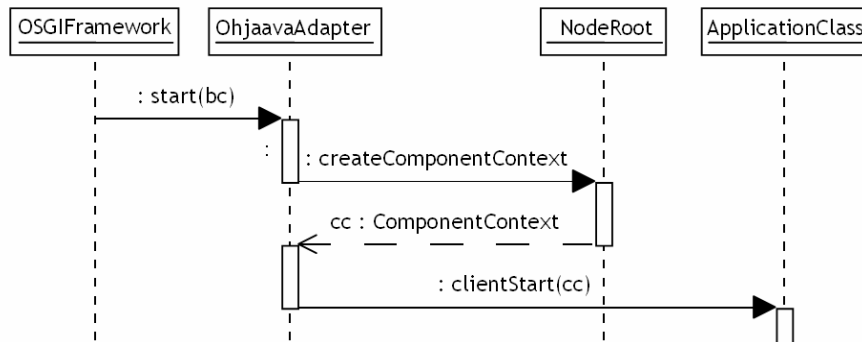 OSGIFramework
OhjaavaAdapter
NodeRoot
ApplicationClass
: start(bc)
:
: createComponentContext
cc : ComponentContext
: clientStart(cc)